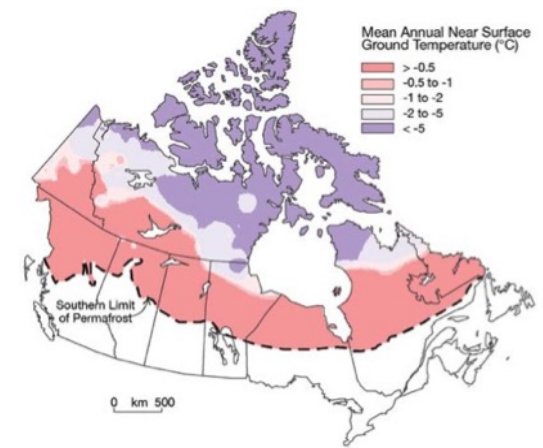 Mean Annual Near Surface
Ground Temperature (°C)
> -0.5
-0.5 to -1
-1 to -2
-2 to -5
< -5
Southern Limit
of Permafrost
0 km 500